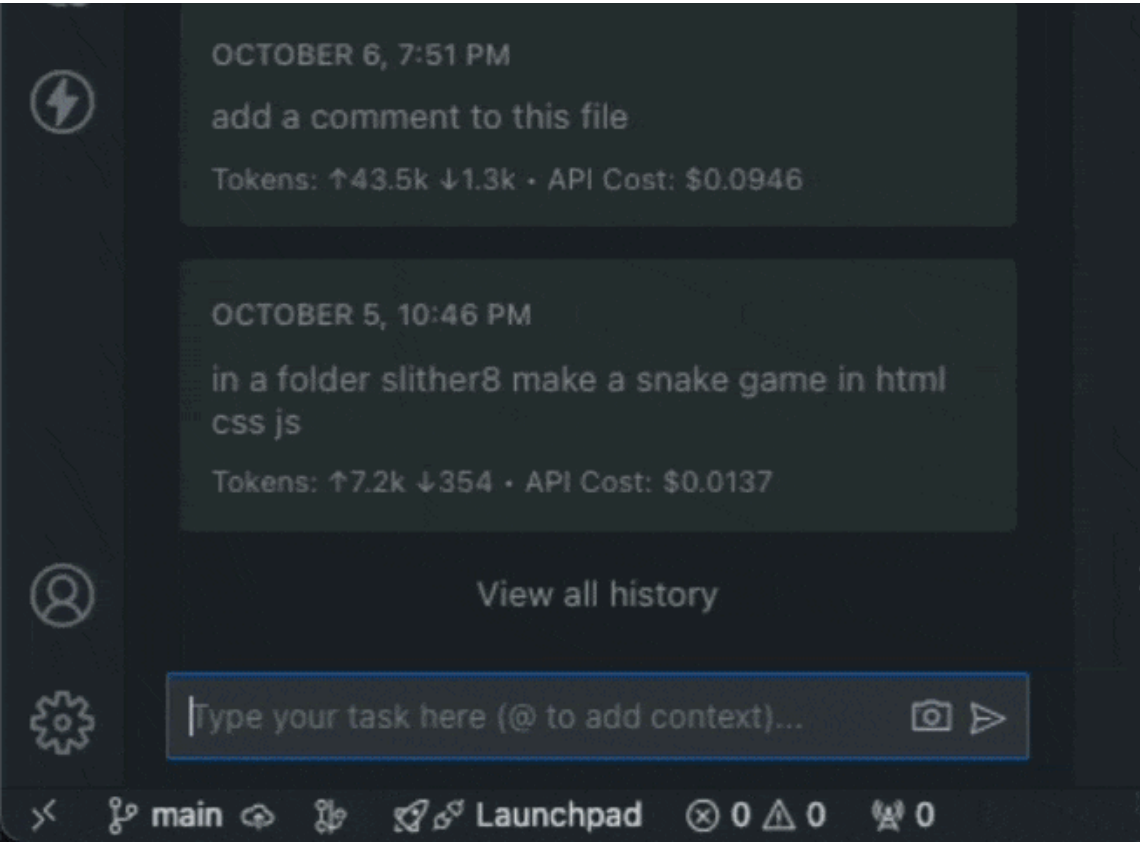 OCTOBER 6, 7:51 PM
add a comment to this file
Tokens: ↑43.5k ↓1.3k • API Cost: $0.0946
OCTOBER 5, 10:46 PM
in a folder slither8 make a snake game in html
css js
Tokens: ↑7.2k ↓354 • API Cost: $0.0137
View all history
Type your task here (@ to add context)...
main Launchpad 0 0 0